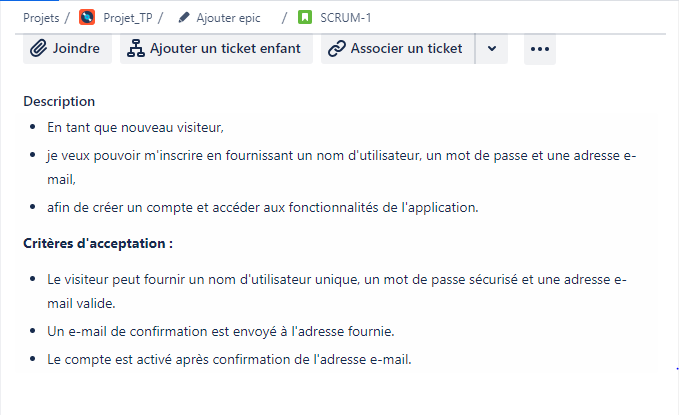 Projets / Projet_TP / Ajouter epic / SCRUM-1
Joindre Ajouter un ticket enfant Associer un ticket
Description
• En tant que nouveau visiteur,
• je veux pouvoir m'inscrire en fournissant un nom d'utilisateur, un mot de passe et une adresse e-
mail,
• afin de créer un compte et accéder aux fonctionnalités de l'application.
Critères d'acceptation :
• Le visiteur peut fournir un nom d'utilisateur unique, un mot de passe sécurisé et une adresse e-
mail valide.
• Un e-mail de confirmation est envoyé à l'adresse fournie.
• Le compte est activé après confirmation de l'adresse e-mail.